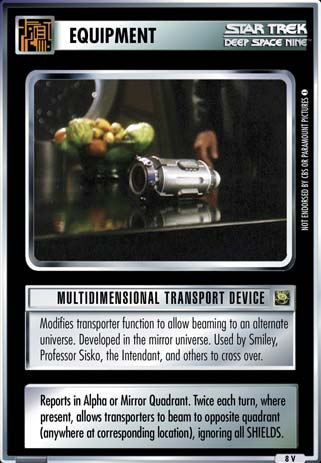 EQUIPMENT
STAR TREK
DEEP SPACE NINE
NOT ENDORSED BY CBS OR PARAMOUNT PICTURES
MULTIDIMENSIONAL TRANSPORT DEVICE
Modifies transporter function to allow beaming to an alternate
universe. Developed in the mirror universe. Used by Smiley,
Professor Sisko, the Intendant, and others to cross over.
Reports in Alpha or Mirror Quadrant. Twice each turn, where
present, allows transporters to beam to opposite quadrant
(anywhere at corresponding location), ignoring all SHIELDS.
8 V